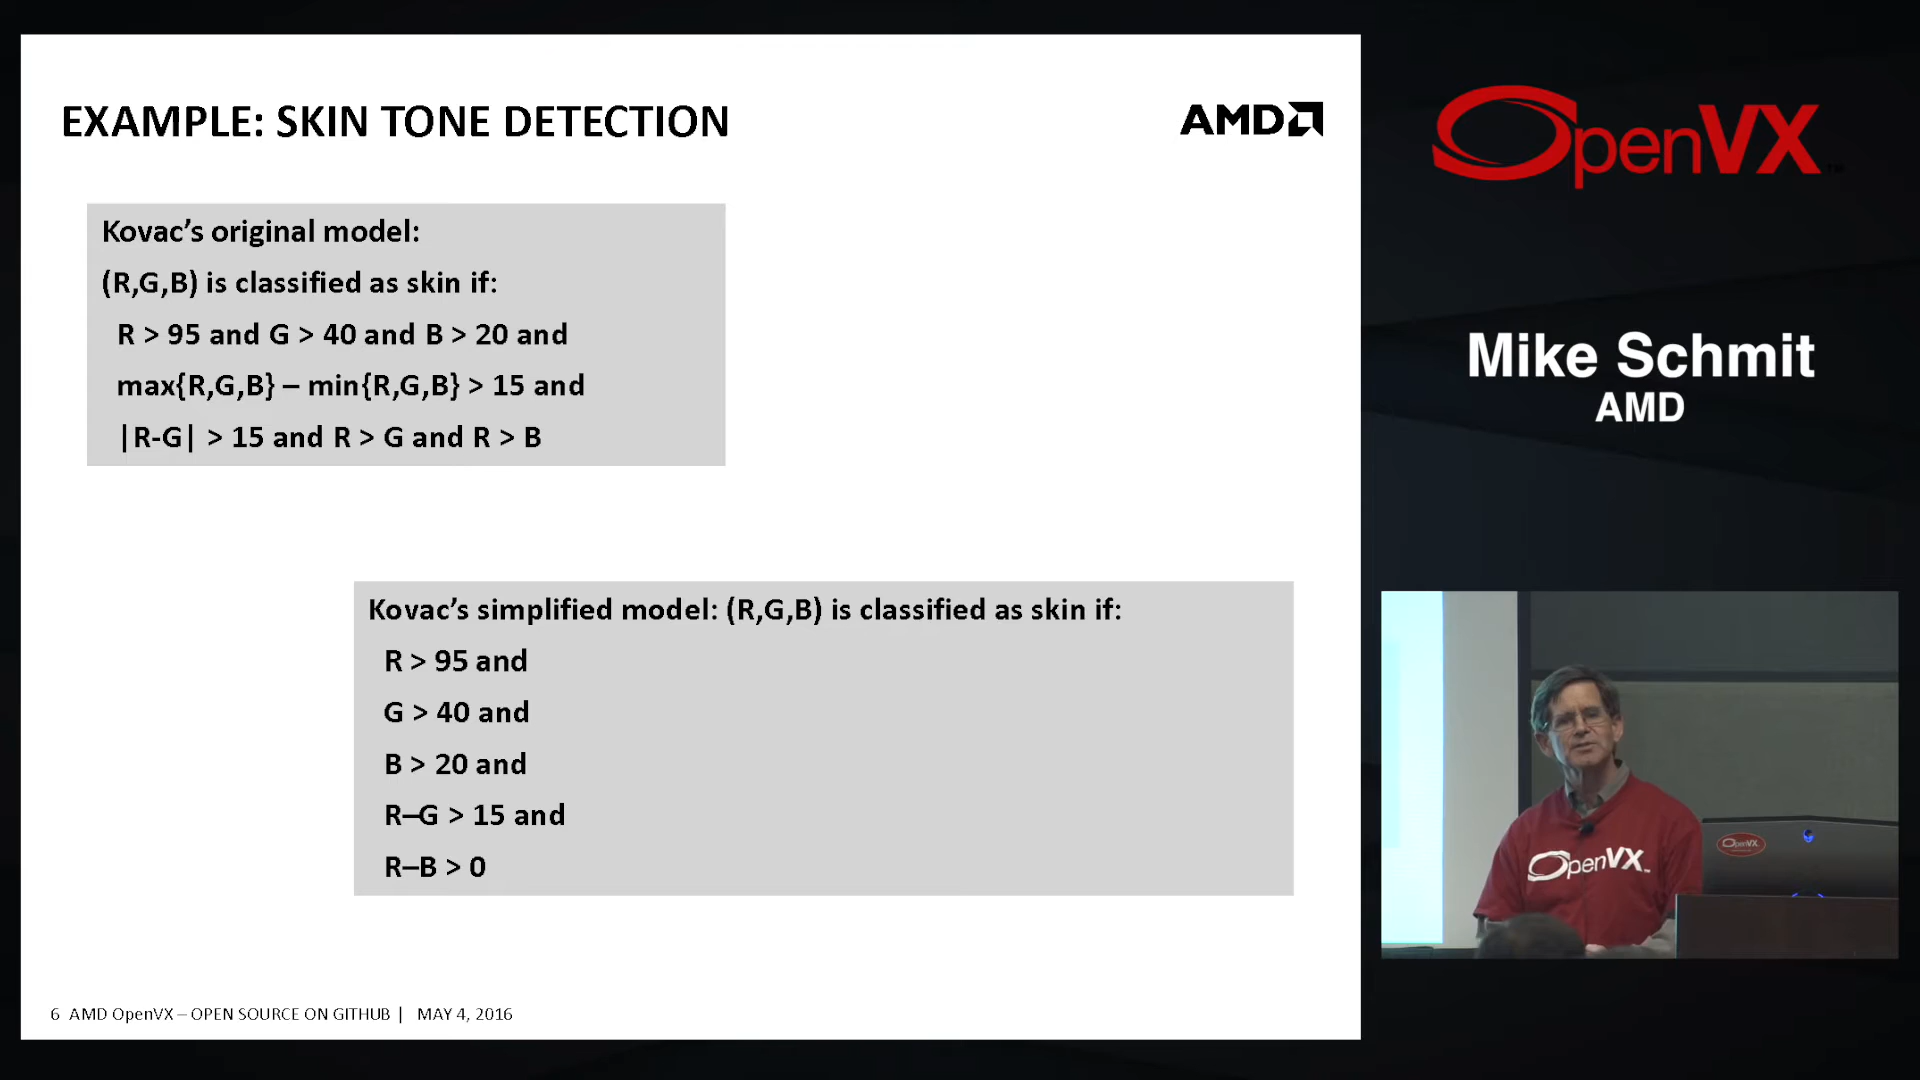 EXAMPLE: SKIN TONE DETECTION
AMD
Kovac’s original model:
(R,G,B) is classified as skin if:
R > 95 and G > 40 and B > 20 and
max{R,G,B} – min{R,G,B} > 15 and
|R-G| > 15 and R > G and R > B
Kovac’s simplified model: (R,G,B) is classified as skin if:
R > 95 and
G > 40 and
B > 20 and
R–G > 15 and
R–B > 0
6 AMD OpenVX – OPEN SOURCE ON GITHUB | MAY 4, 2016
OpenVX™
Mike Schmit
AMD
OpenVX
OpenVX™